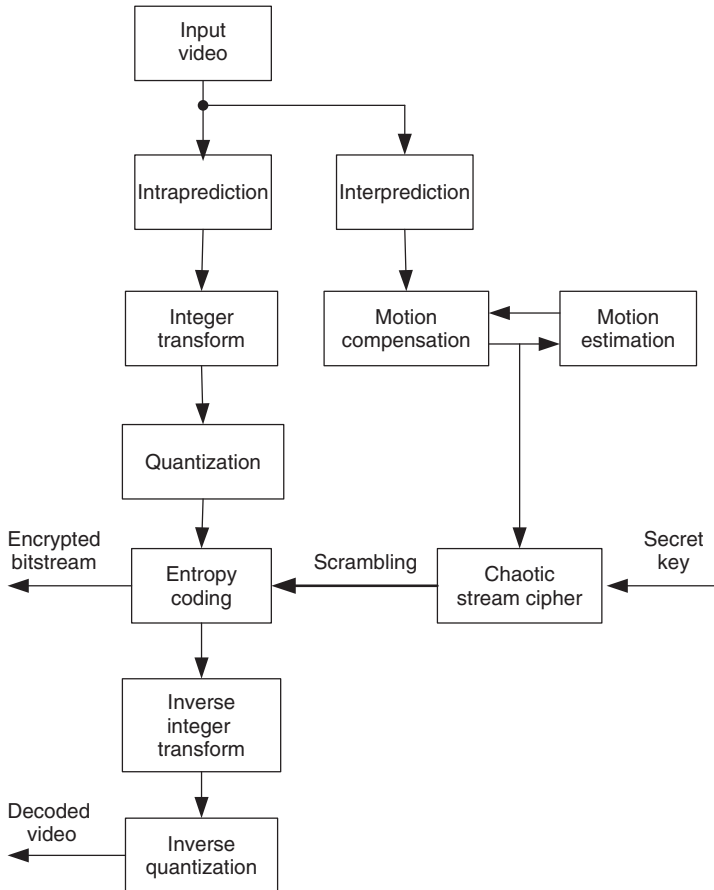 Input
video
Intraprediction
Interprediction
Integer
transform
Motion
compensation
Motion
estimation
Quantization
Encrypted
bitstream
Entropy
coding
Scrambling
Chaotic
stream cipher
Secret
key
Inverse
integer
transform
Decoded
video
Inverse
quantization